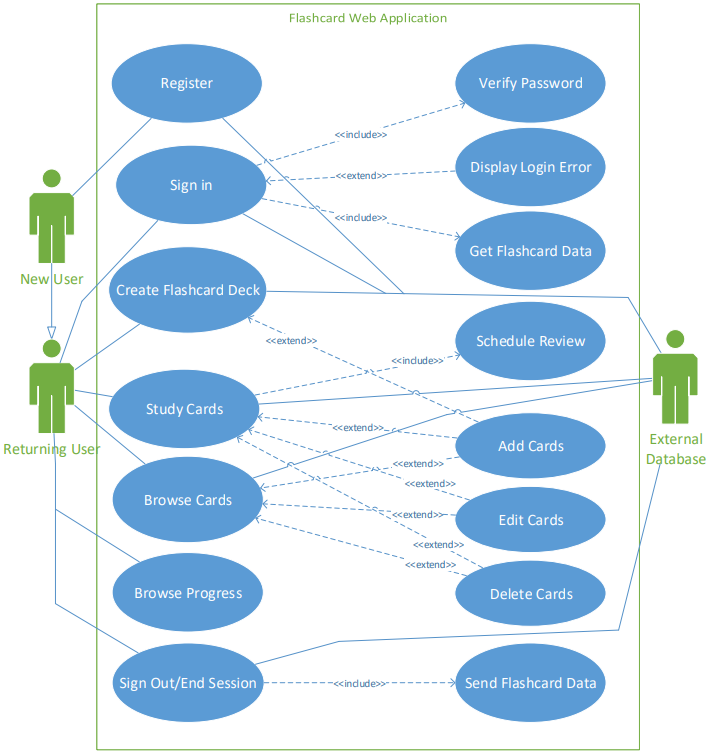 Flashcard Web Application
Register
Verify Password
<<include>>
Display Login Error
<<extend>>
Sign in
<<include>>
Get Flashcard Data
New User
Create Flashcard Deck
<<extend>>
Schedule Review
<<include>>
Study Cards
Returning User
<<extend>>
Add Cards
External
Database
<<extend>>
<<extend>>
Browse Cards
<<extend>>
Edit Cards
<<extend>>
<<extend>>
Browse Progress
Delete Cards
Sign Out/End Session
<<include>>
Send Flashcard Data